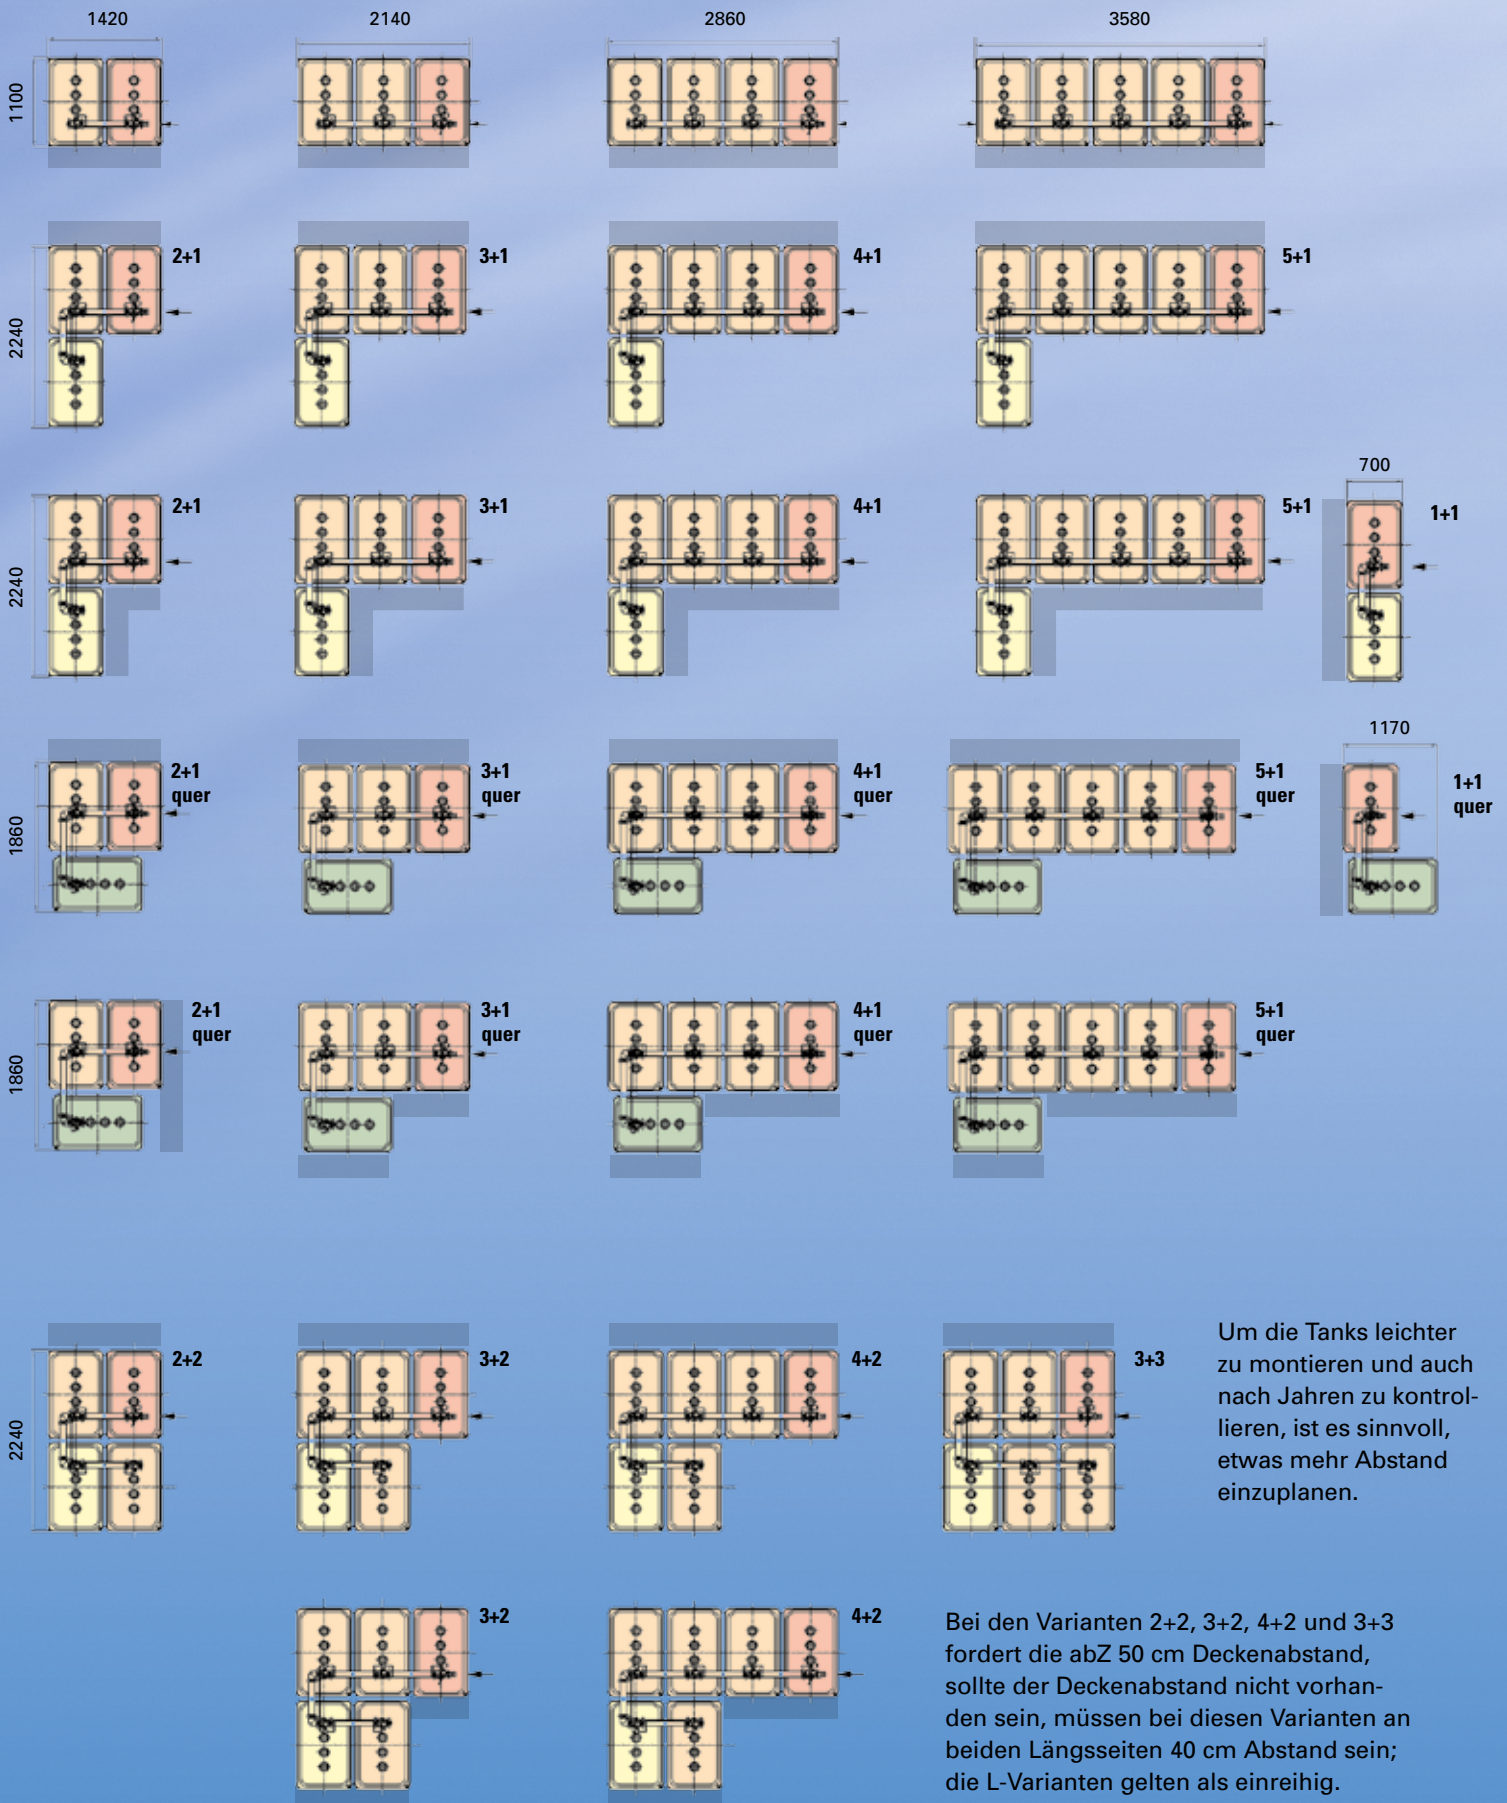 1420
2140
2860
3580
1100
2240
2+1
3+1
4+1
5+1
2240
2+1
3+1
4+1
5+1
700
1+1
1860
2+1
quer
3+1
quer
4+1
quer
5+1
quer
1170
1+1
quer
1860
2+1
quer
3+1
quer
4+1
quer
5+1
quer
2240
2+2
3+2
4+2
3+3
Um die Tanks leichter
zu montieren und auch
nach Jahren zu kontrol-
lieren, ist es sinnvoll,
etwas mehr Abstand
einzuplanen.
3+2
4+2
Bei den Varianten 2+2, 3+2, 4+2 und 3+3
fordert die abZ 50 cm Deckenabstand,
sollte der Deckenabstand nicht vorhan-
den sein, müssen bei diesen Varianten an
beiden Längsseiten 40 cm Abstand sein;
die L-Varianten gelten als einreihig.